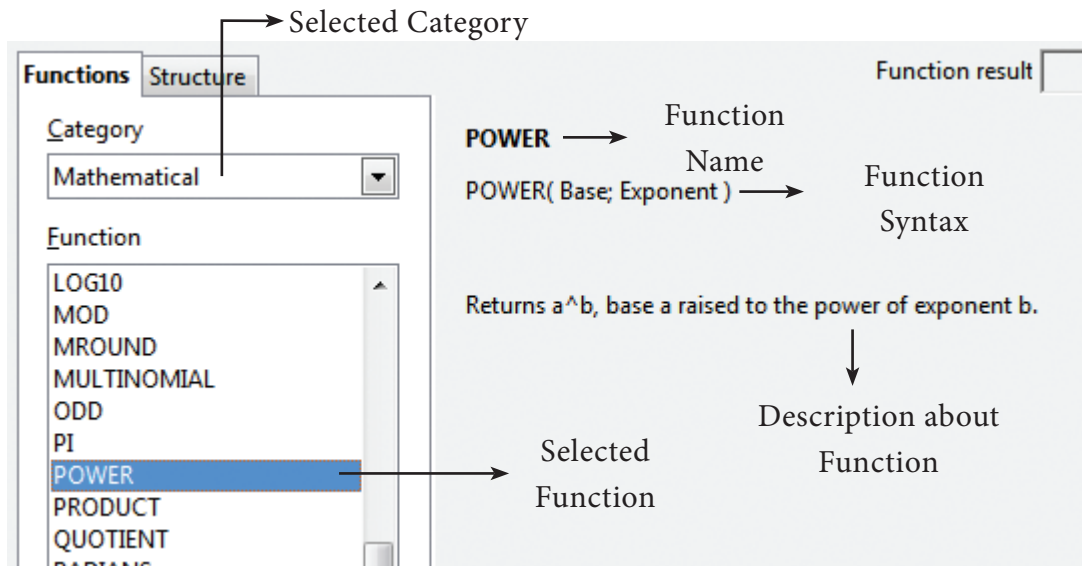 Selected Category
Functions
Structure
Function result
Category
Mathematical
POWER
Function
Name
POWER( Base; Exponent )
Function
Syntax
Function
LOG10
MOD
MROUND
MULTINOMIAL
ODD
PI
POWER
PRODUCT
QUOTIENT
RADIANS
Returns a^b, base a raised to the power of exponent b.
Description about
Function
Selected
Function